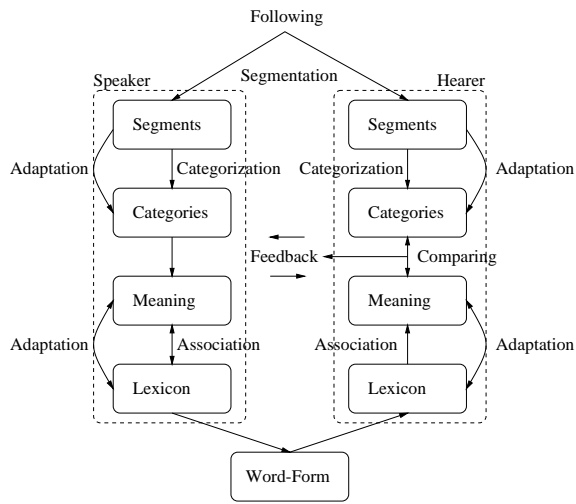 Following
Segmentation
Speaker
Hearer
Segments
Segments
Adaptation
Categorization
Categorization
Adaptation
Categories
Categories
Feedback
Comparing
Meaning
Meaning
Adaptation
Association
Association
Adaptation
Lexicon
Lexicon
Word-Form